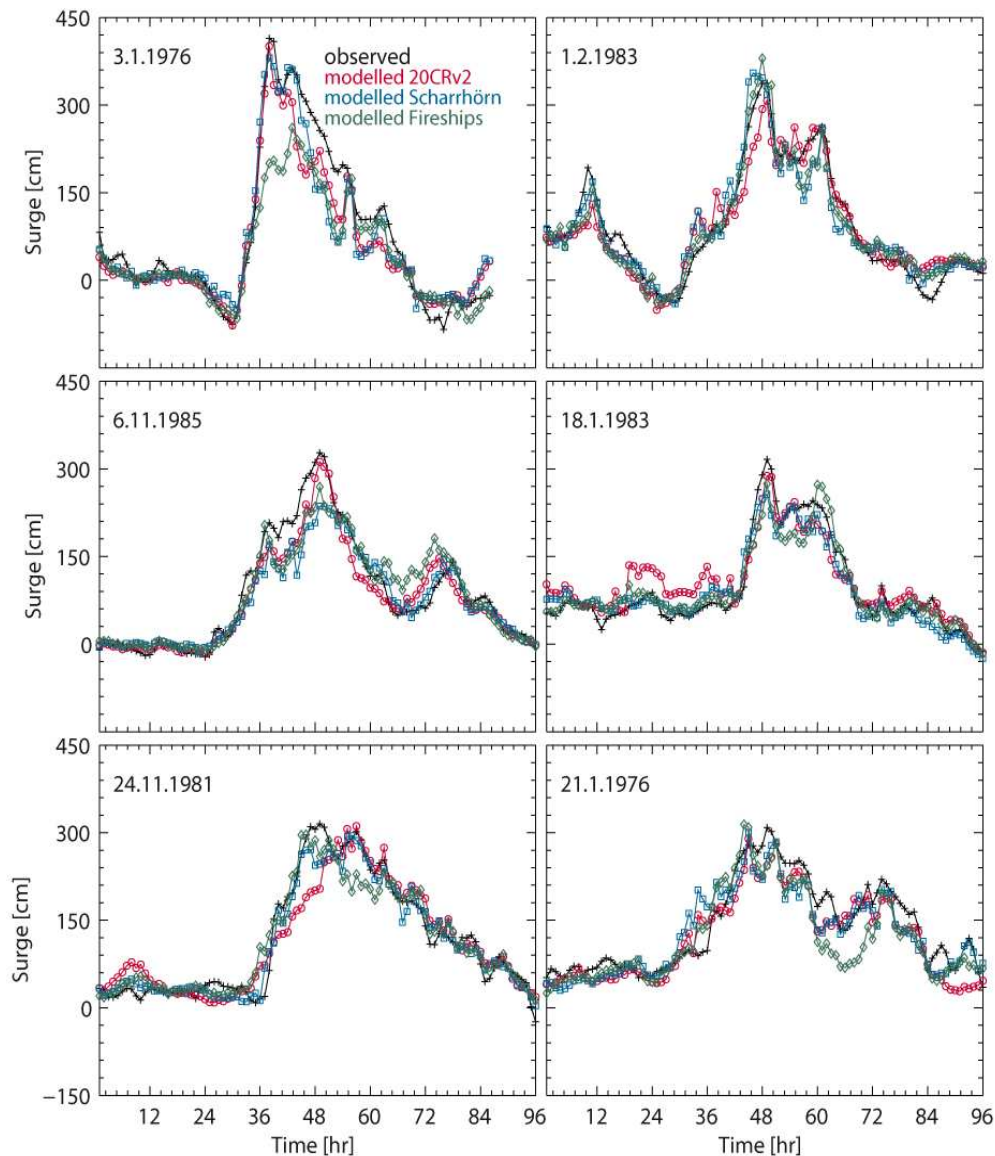 450
300
150
0
Surge [cm]
3.1.1976
observed
modelled 20CRv2
modelled Scharrhörn
modelled Fireships
1.2.1983
450
300
150
0
Surge [cm]
6.11.1985
18.1.1983
450
300
150
0
−150
Surge [cm]
24.11.1981
21.1.1976
12 24 36 48 60 72 84 96
12 24 36 48 60 72 84 96
Time [hr]
Time [hr]